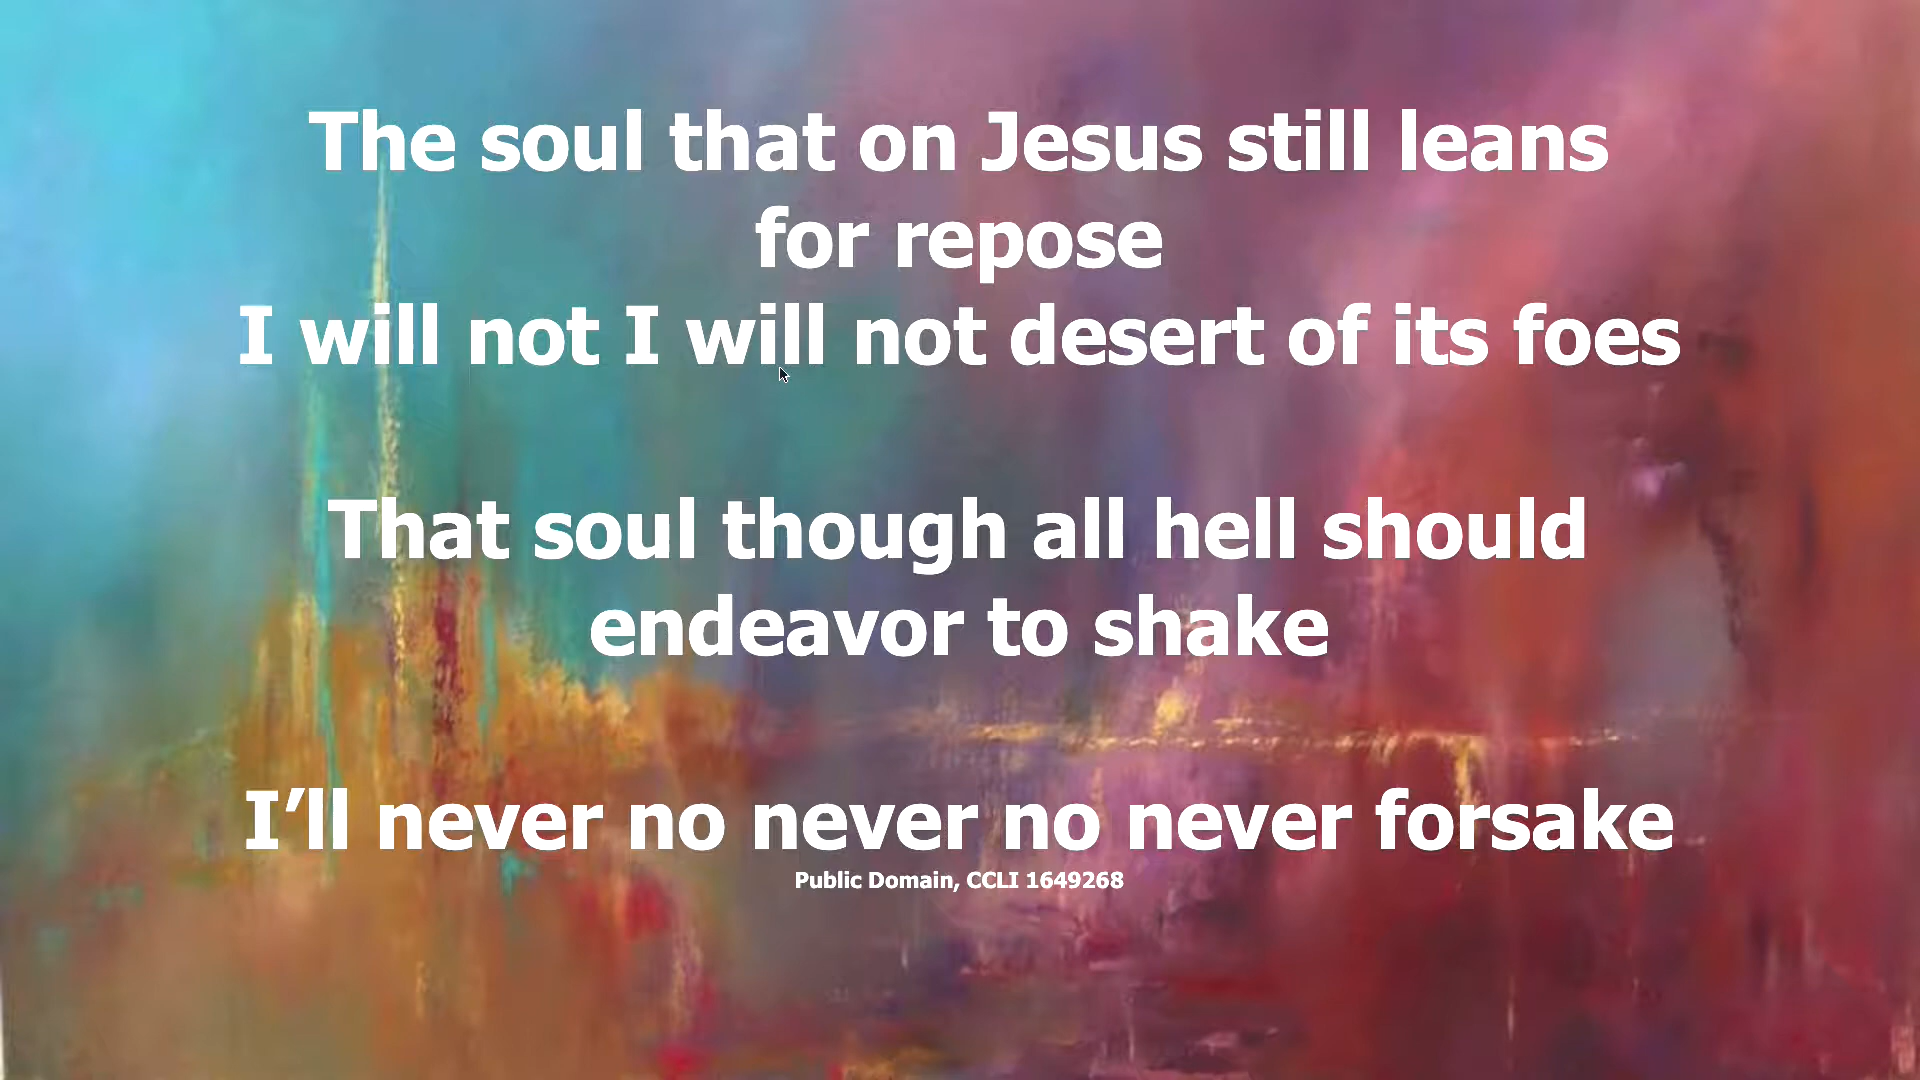 The soul that on Jesus still leans
for repose
I will not I will not desert of its foes
That soul though all hell should
endeavor to shake
I’ll never no never no never forsake
Public Domain, CCLI 1649268